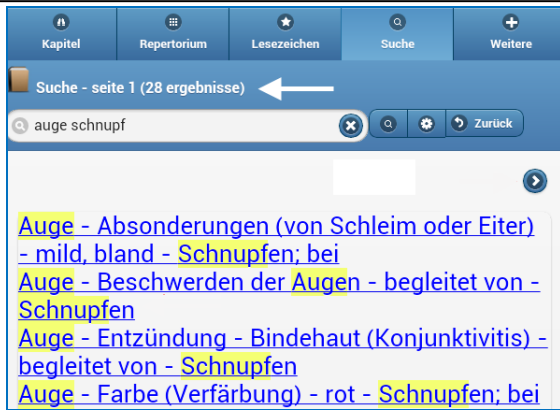 Kapitel Repertorium Lesezeichen Suche Weitere
Suche - seite 1 (28 ergebnisse)
auge schnupf Zurück
Auge - Absonderungen (von Schleim oder Eiter)
- mild, bland - Schnupfen; bei
Auge - Beschwerden der Augen - begleitet von -
Schnupfen
Auge - Entzündung - Bindehaut (Konjunktivitis) -
begleitet von - Schnupfen
Auge - Farbe (Verfärbung) - rot - Schnupfen; bei